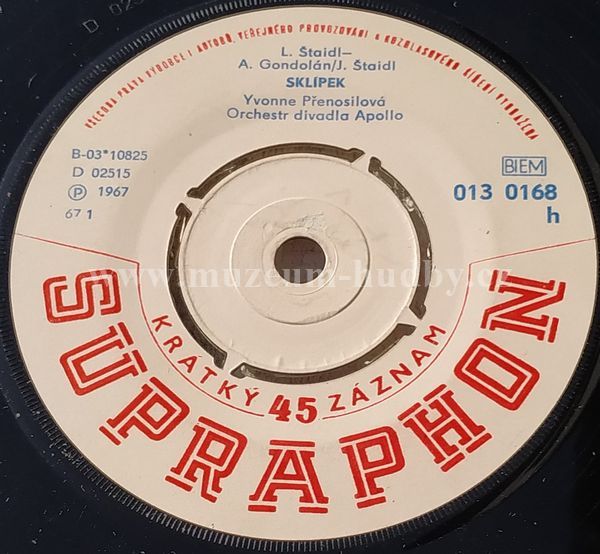 D 025
VŠECHNA PRÁVA VÝROBCE I AUTORŮ, VEŘEJNÉHO PROVOZOVÁNÍ A ROZHLASOVÉHO ŠÍŘENÍ VYHRAZENA
L. Štaidl–
A. Gondolán/J. Štaidl
SKLÍPEK
Yvonne Přenosilová
Orchestr divadla Apollo
B-03*10825
D 02515
Ⓟ 1967
67 1
BIEM
013 0168
h
www.muzeum-hudby.cz
KRÁTKÝ 45 ZÁZNAM
SUPRAPHON